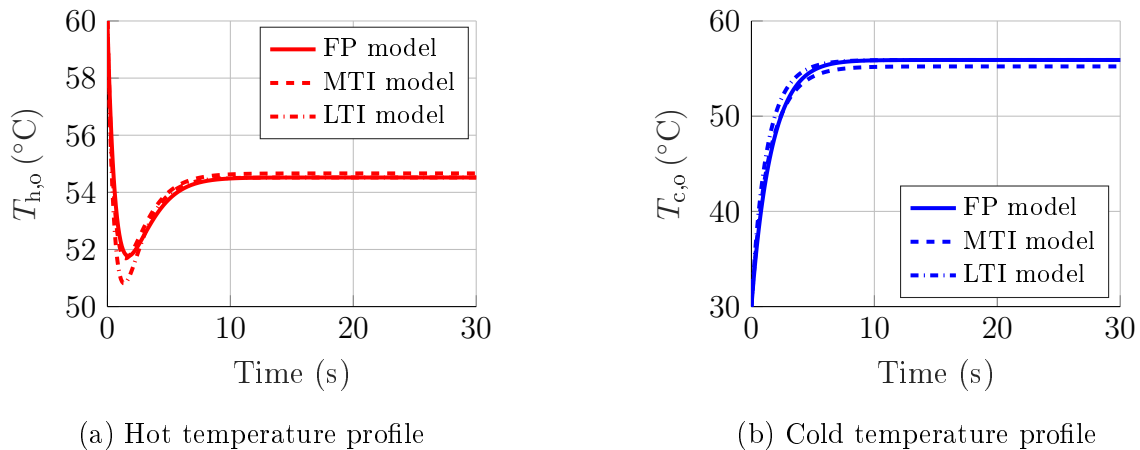 60
58
56
54
52
50
T_h,o (°C)
0
10
20
30
Time (s)
FP model
MTI model
LTI model
(a) Hot temperature profile
60
50
40
30
T_c,o (°C)
0
10
20
30
Time (s)
FP model
MTI model
LTI model
(b) Cold temperature profile